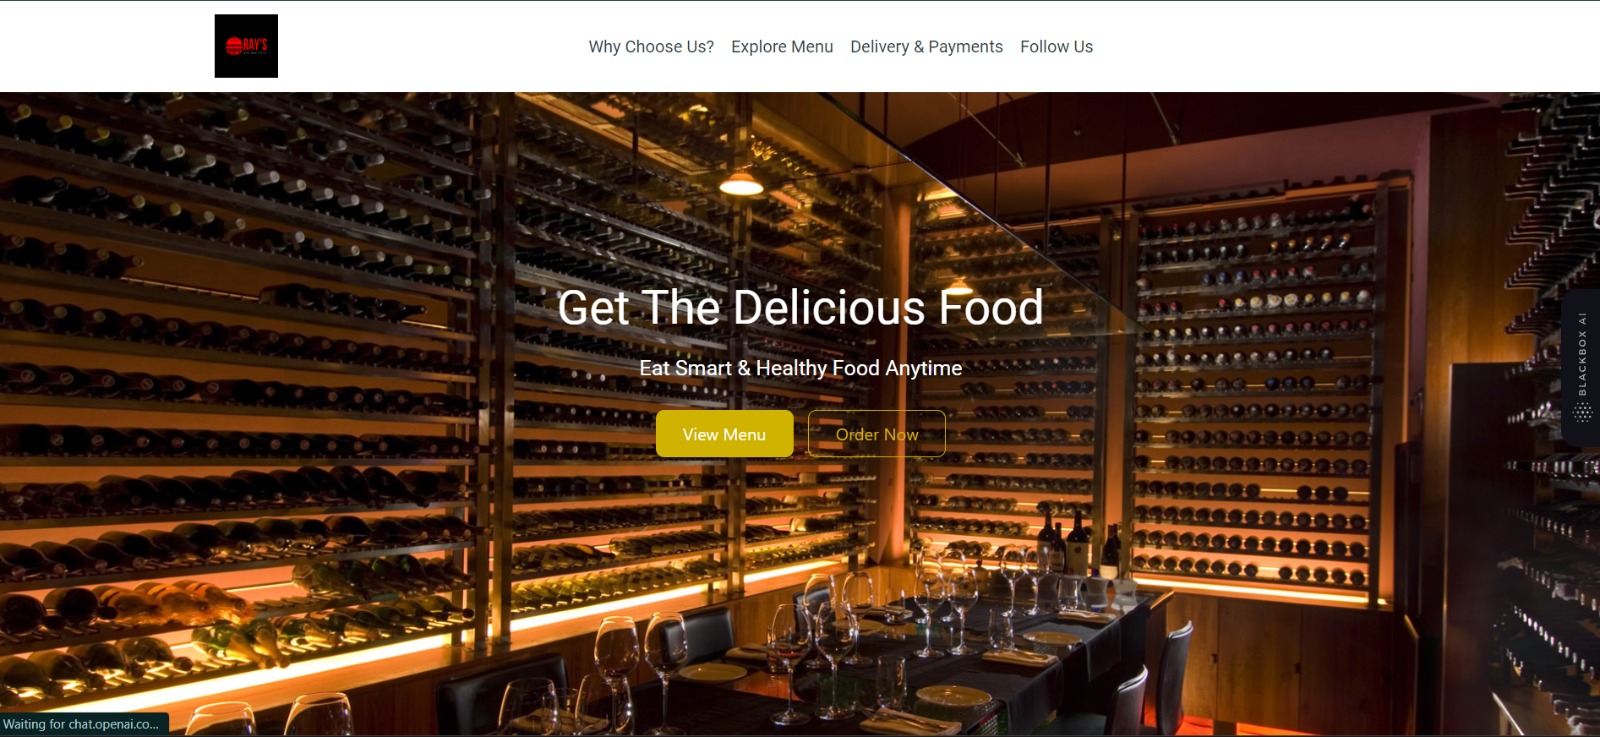 RAY'S
Why Choose Us? Explore Menu Delivery & Payments Follow Us
Get The Delicious Food
Eat Smart & Healthy Food Anytime
View Menu Order Now
BLACKBOX AI
Waiting for chat.openai.co...